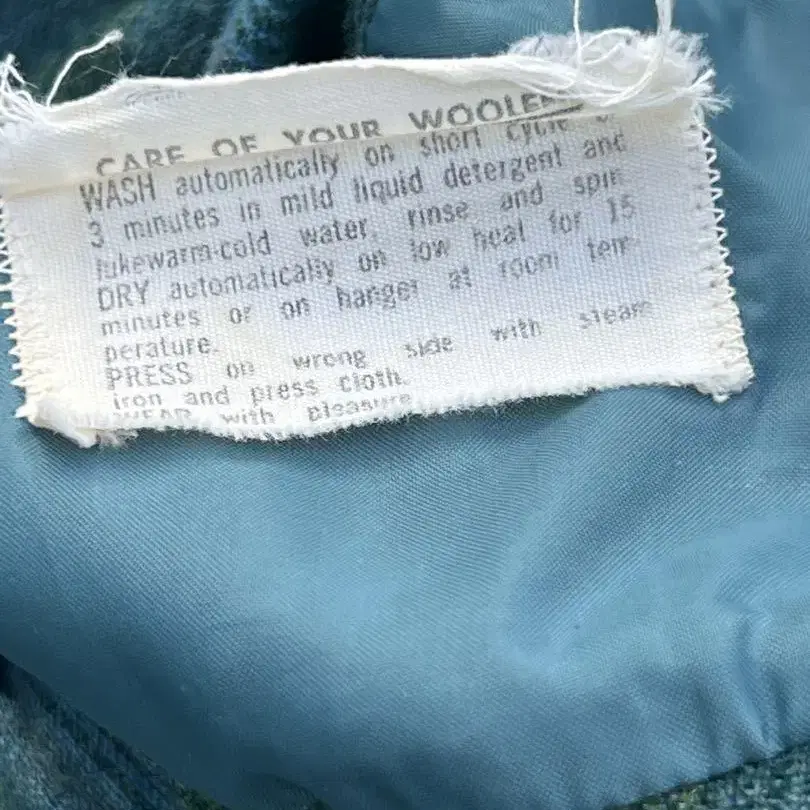 CARE OF YOUR WOOLEN
WASH automatically on short cycle of
3 minutes in mild liquid detergent and
lukewarm-cold water, rinse and spin
DRY automatically on low heat for 15
minutes or on hanger at room tem-
perature.
PRESS on wrong side with steam
iron and press cloth.
WEAR with pleasure